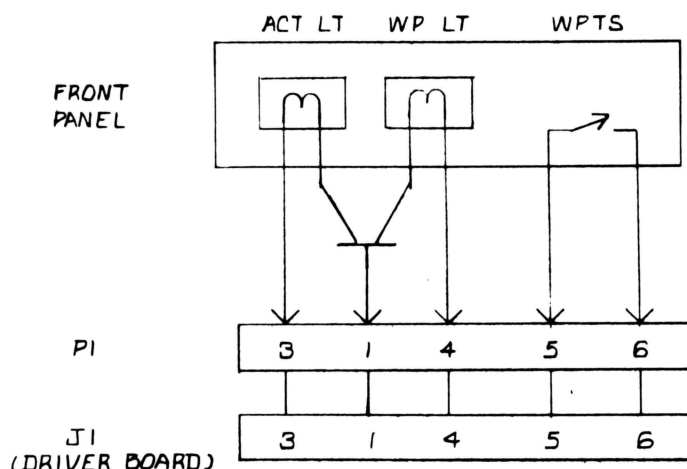 ACT LT WP LT WPTS
FRONT
PANEL
P1 3 1 4 5 6
J1 3 1 4 5 6
(DRIVER BOARD)